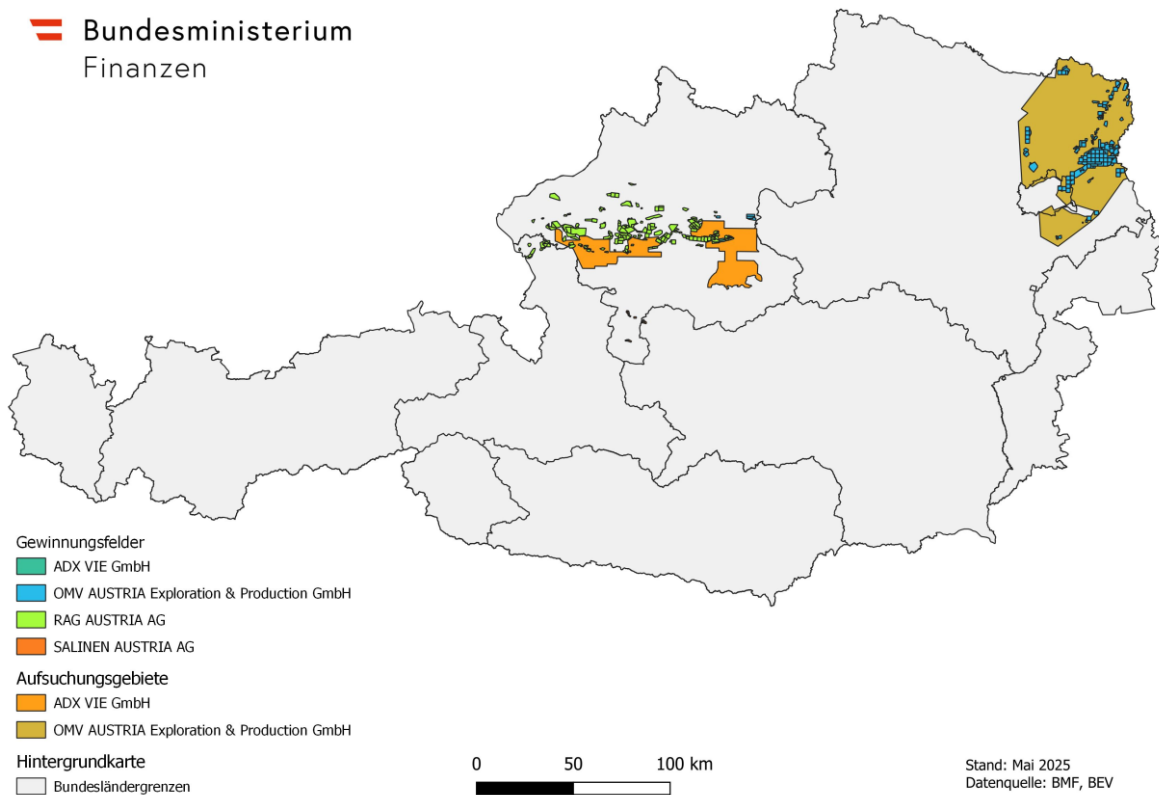 Bundesministerium
Finanzen
Gewinnungsfelder
ADX VIE GmbH
OMV AUSTRIA Exploration & Production GmbH
RAG AUSTRIA AG
SALINEN AUSTRIA AG
Aufsuchungsgebiete
ADX VIE GmbH
OMV AUSTRIA Exploration & Production GmbH
Hintergrundkarte
Bundesländergrenzen
0 50 100 km
Stand: Mai 2025
Datenquelle: BMF, BEV